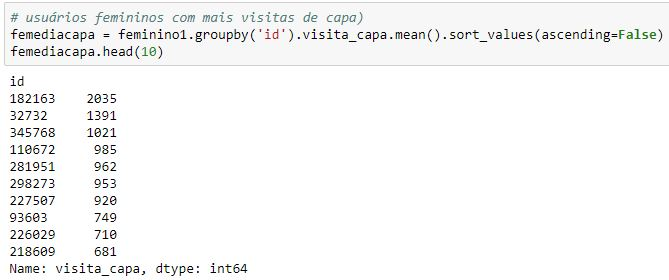 # usuários femininos com mais visitas de capa)
femediacapa = feminino1.groupby('id').visita_capa.mean().sort_values(ascending=False)
femediacapa.head(10)
id
182163    2035
32732     1391
345768    1021
110672     985
281951     962
298273     953
227507     920
93603      749
226029     710
218609     681
Name: visita_capa, dtype: int64